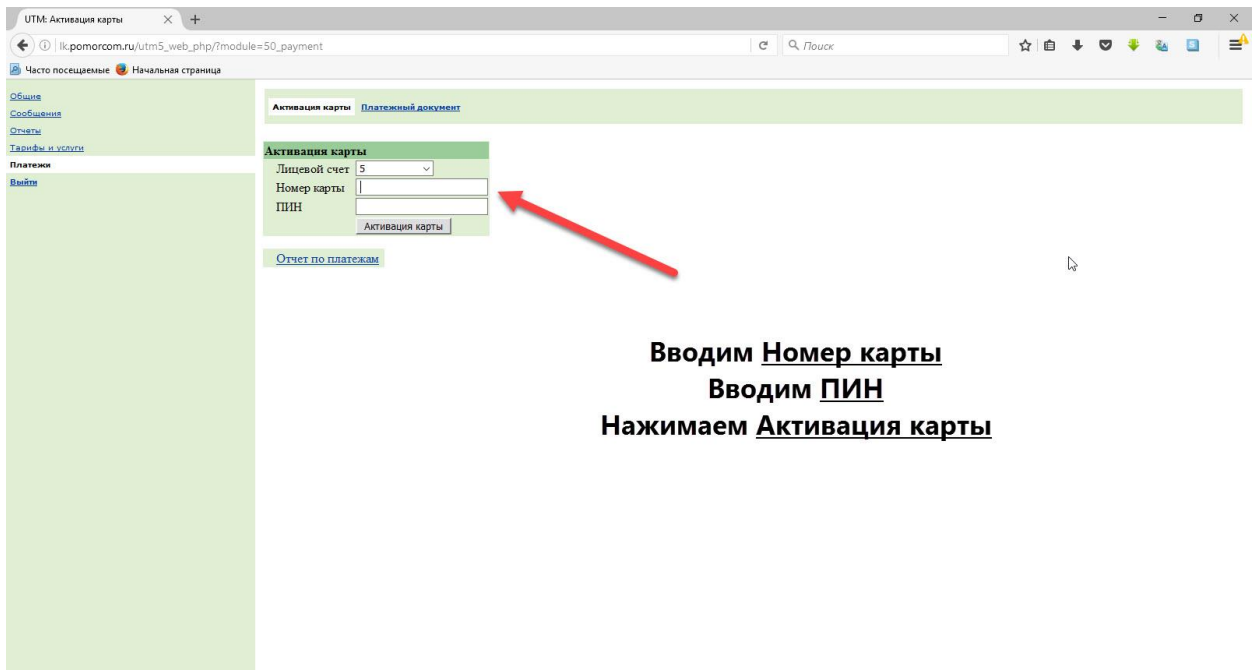 UTM: Активация карты
lk.pomorcom.ru/utm5_web_php/?module=50_payment
Поиск
Часто посещаемые Начальная страница
Общие
Сообщения
Отчеты
Тарифы и услуги
Платежи
Выйти
Активация карты Платежный документ
Активация карты
Лицевой счет 5
Номер карты
ПИН
Активация карты
Отчет по платежам
Вводим Номер карты
Вводим ПИН
Нажимаем Активация карты